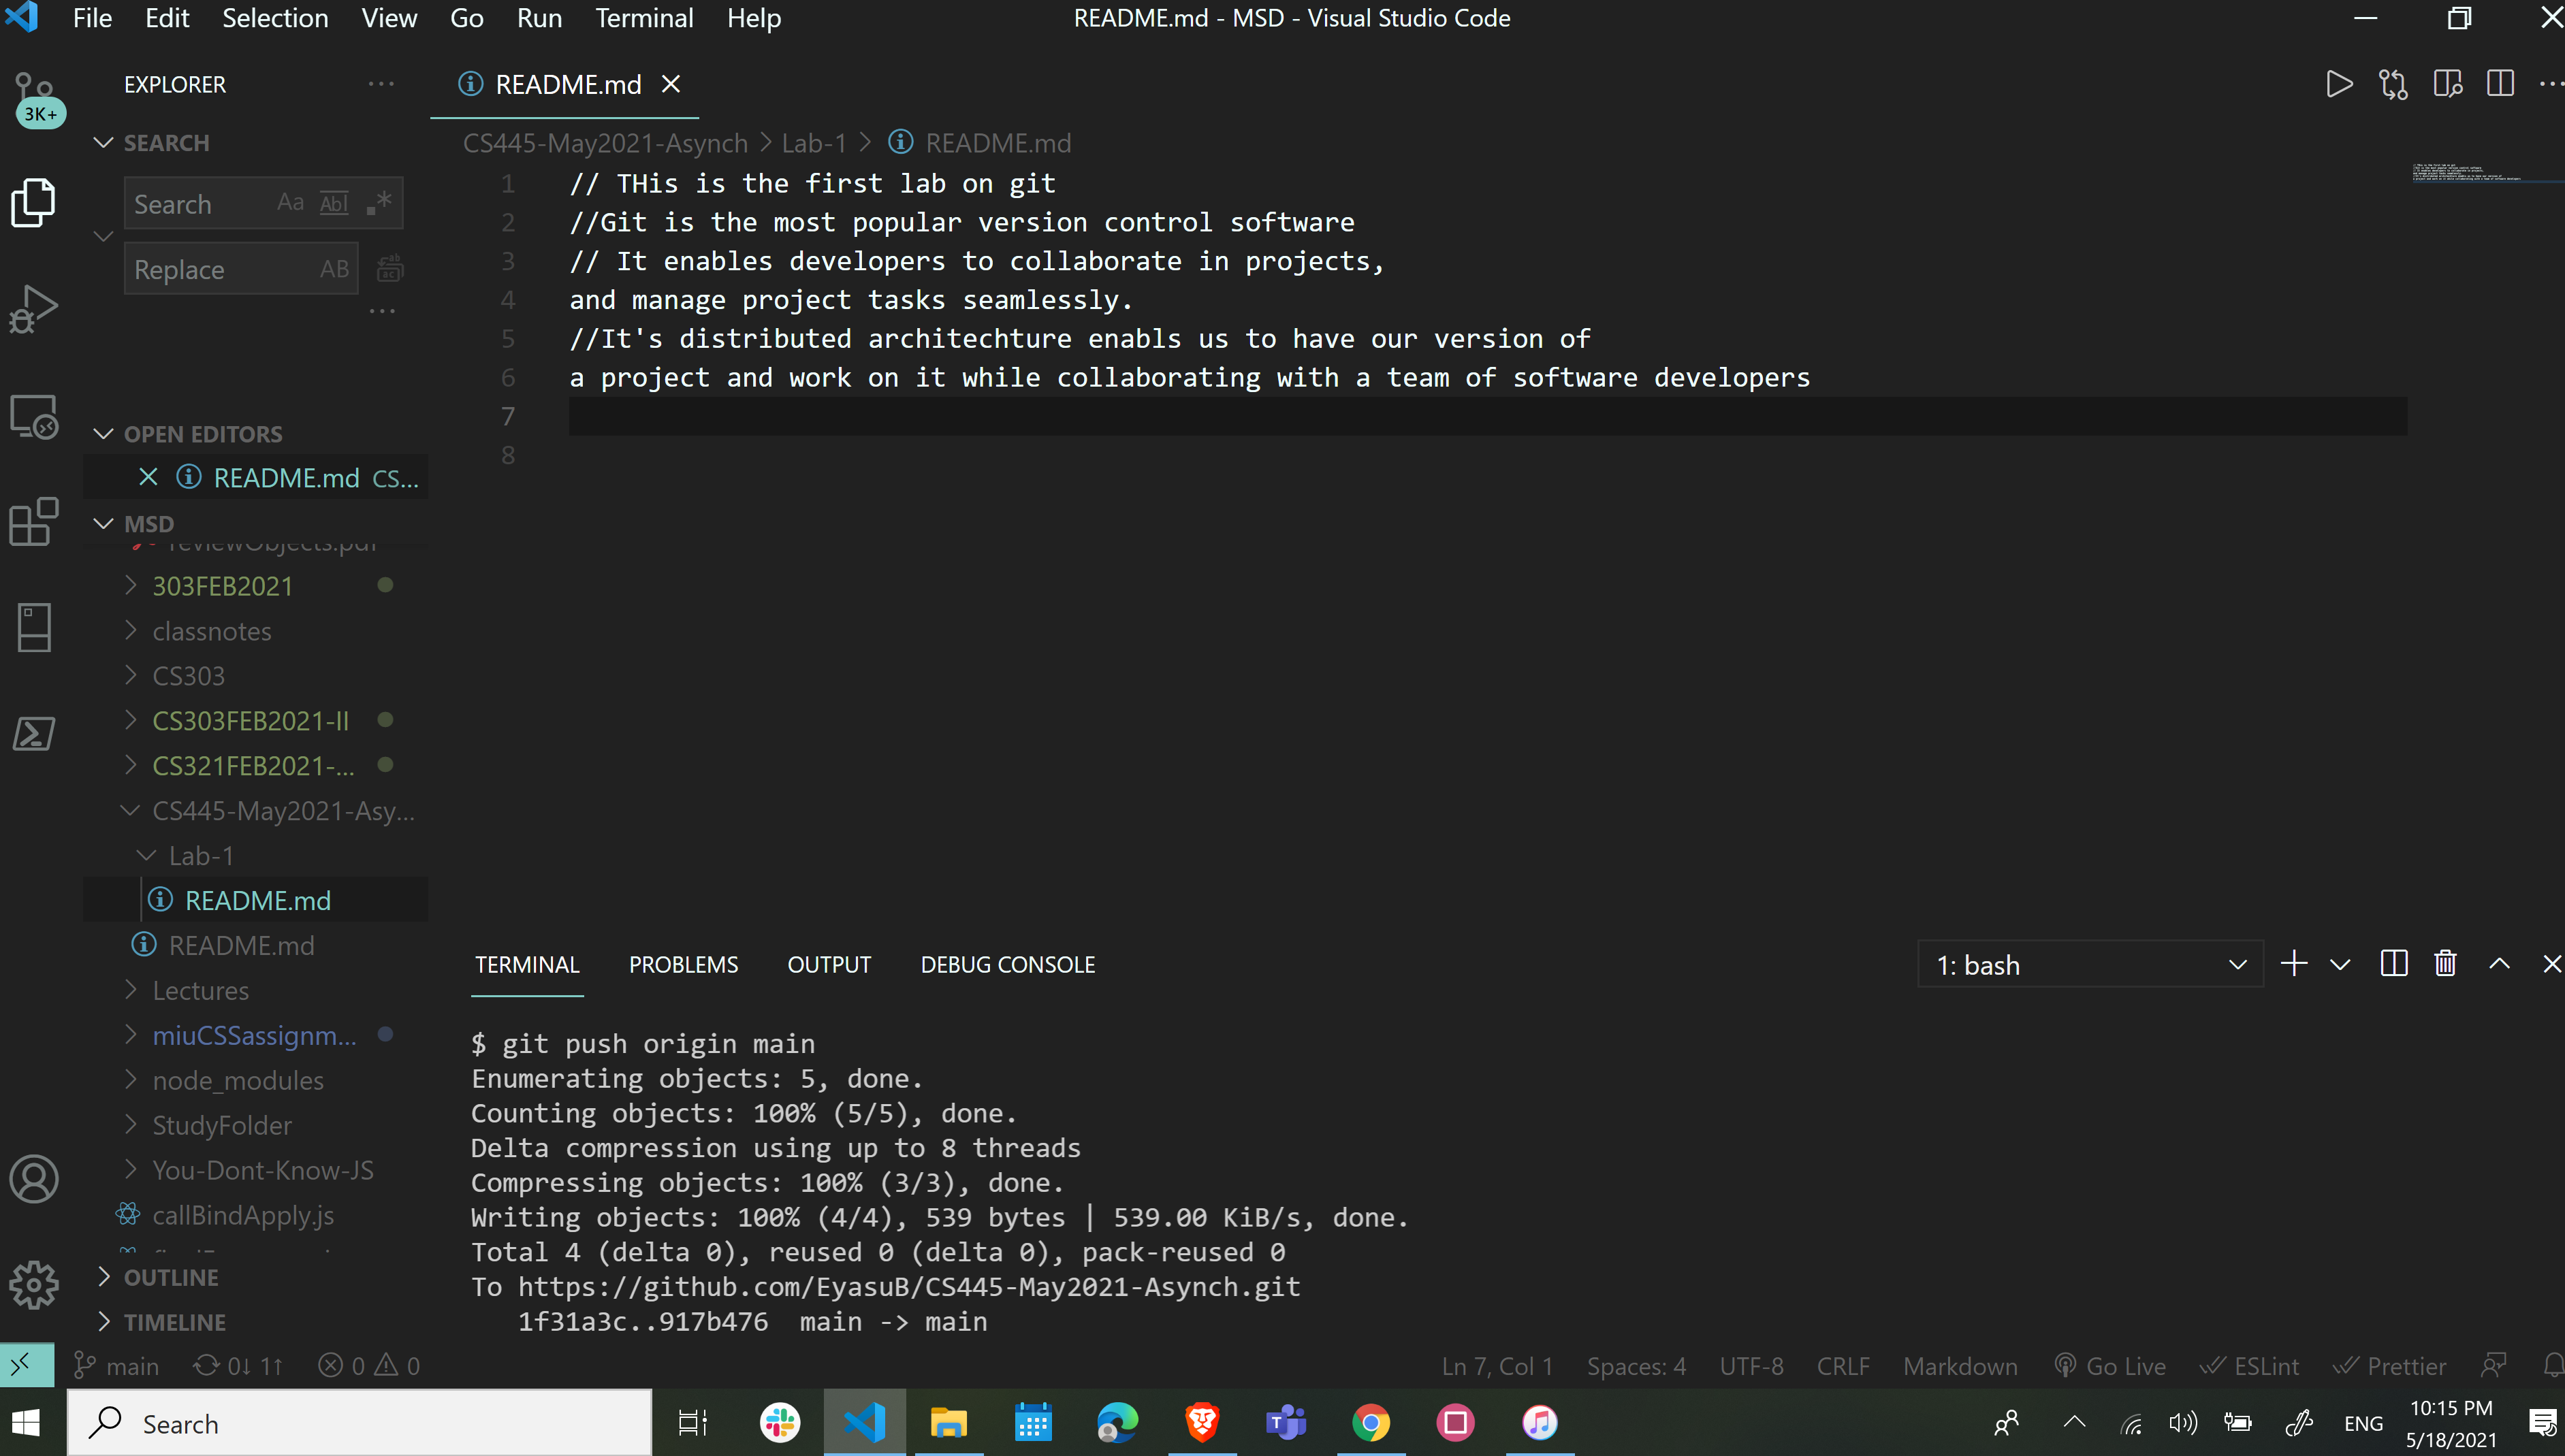 File Edit Selection View Go Run Terminal Help
README.md - MSD - Visual Studio Code
3K+
EXPLORER
README.md
SEARCH
CS445-May2021-Asynch > Lab-1 > README.md
Search Aa Abl .*
Replace AB
1 // THis is the first lab on git
2 //Git is the most popular version control software
3 // It enables developers to collaborate in projects,
4 and manage project tasks seamlessly.
5 //It's distributed architechture enabls us to have our version of
6 a project and work on it while collaborating with a team of software developers
7
8
OPEN EDITORS
README.md CS...
MSD
reviewObjects.pdf
303FEB2021
classnotes
CS303
CS303FEB2021-II
CS321FEB2021-...
CS445-May2021-Asy...
Lab-1
README.md
README.md
Lectures
miuCSSassignm...
node_modules
StudyFolder
You-Dont-Know-JS
callBindApply.js
OUTLINE
TIMELINE
TERMINAL PROBLEMS OUTPUT DEBUG CONSOLE
1: bash
$ git push origin main
Enumerating objects: 5, done.
Counting objects: 100% (5/5), done.
Delta compression using up to 8 threads
Compressing objects: 100% (3/3), done.
Writing objects: 100% (4/4), 539 bytes | 539.00 KiB/s, done.
Total 4 (delta 0), reused 0 (delta 0), pack-reused 0
To https://github.com/EyasuB/CS445-May2021-Asynch.git
1f31a3c..917b476 main -> main
main 0↓ 1↑ 0 0
Ln 7, Col 1 Spaces: 4 UTF-8 CRLF Markdown Go Live ESLint Prettier
Search
ENG
10:15 PM
5/18/2021